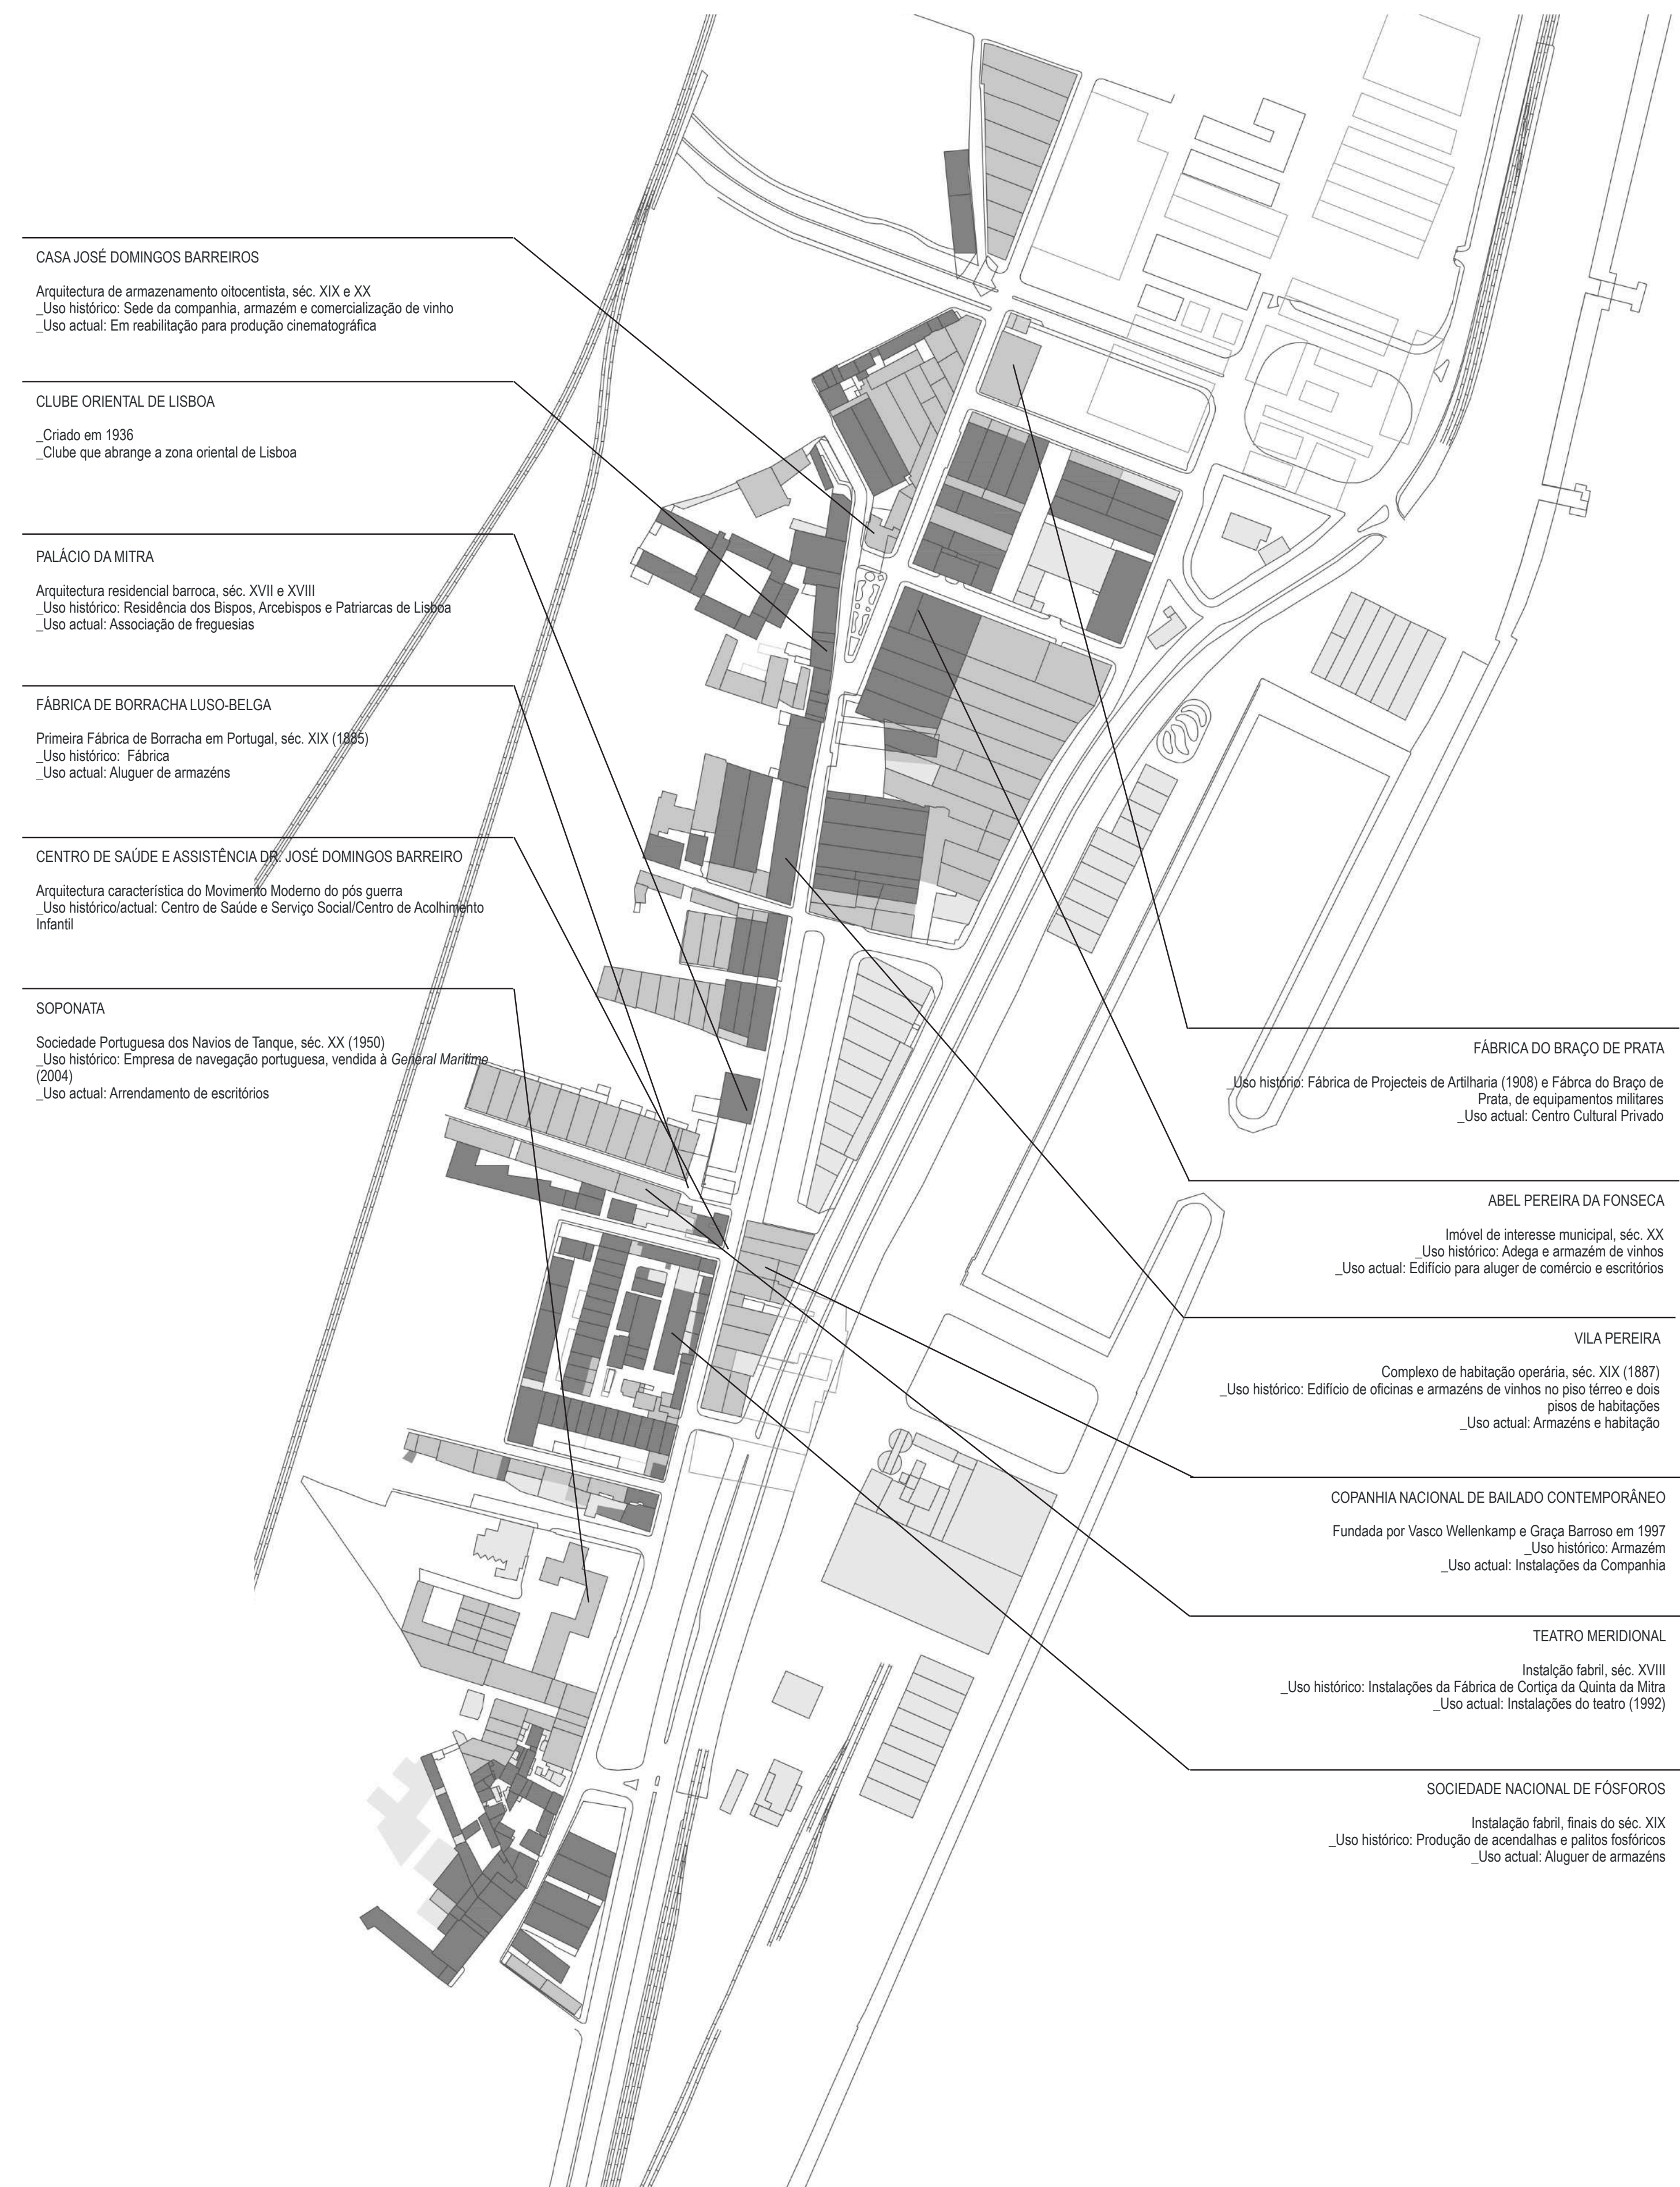 CASA JOSÉ DOMINGOS BARREIROS
Arquitectura de armazenamento oitocentista, séc. XIX e XX
_Uso histórico: Sede da companhia, armazém e comercialização de vinho
_Uso actual: Em reabilitação para produção cinematográfica
CLUBE ORIENTAL DE LISBOA
_Criado em 1936
_Clube que abrange a zona oriental de Lisboa
PALÁCIO DA MITRA
Arquitectura residencial barroca, séc. XVII e XVIII
_Uso histórico: Residência dos Bispos, Arcebispos e Patriarcas de Lisboa
_Uso actual: Associação de freguesias
FÁBRICA DE BORRACHA LUSO-BELGA
Primeira Fábrica de Borracha em Portugal, séc. XIX (1885)
_Uso histórico: Fábrica
_Uso actual: Aluguer de armazéns
CENTRO DE SAÚDE E ASSISTÊNCIA DR. JOSÉ DOMINGOS BARREIRO
Arquitectura característica do Movimento Moderno do pós guerra
_Uso histórico/actual: Centro de Saúde e Serviço Social/Centro de Acolhimento
Infantil
SOPONATA
Sociedade Portuguesa dos Navios de Tanque, séc. XX (1950)
_Uso histórico: Empresa de navegação portuguesa, vendida à General Maritime
(2004)
_Uso actual: Arrendamento de escritórios
FÁBRICA DO BRAÇO DE PRATA
_Uso histório: Fábrica de Projecteis de Artilharia (1908) e Fábrca do Braço de
Prata, de equipamentos militares
_Uso actual: Centro Cultural Privado
ABEL PEREIRA DA FONSECA
Imóvel de interesse municipal, séc. XX
_Uso histórico: Adega e armazém de vinhos
_Uso actual: Edifício para aluger de comércio e escritórios
VILA PEREIRA
Complexo de habitação operária, séc. XIX (1887)
_Uso histórico: Edifício de oficinas e armazéns de vinhos no piso térreo e dois
pisos de habitações
_Uso actual: Armazéns e habitação
COPANHIA NACIONAL DE BAILADO CONTEMPORÂNEO
Fundada por Vasco Wellenkamp e Graça Barroso em 1997
_Uso histórico: Armazém
_Uso actual: Instalações da Companhia
TEATRO MERIDIONAL
Instalção fabril, séc. XVIII
_Uso histórico: Instalações da Fábrica de Cortiça da Quinta da Mitra
_Uso actual: Instalações do teatro (1992)
SOCIEDADE NACIONAL DE FÓSFOROS
Instalação fabril, finais do séc. XIX
_Uso histórico: Produção de acendalhas e palitos fosfóricos
_Uso actual: Aluguer de armazéns